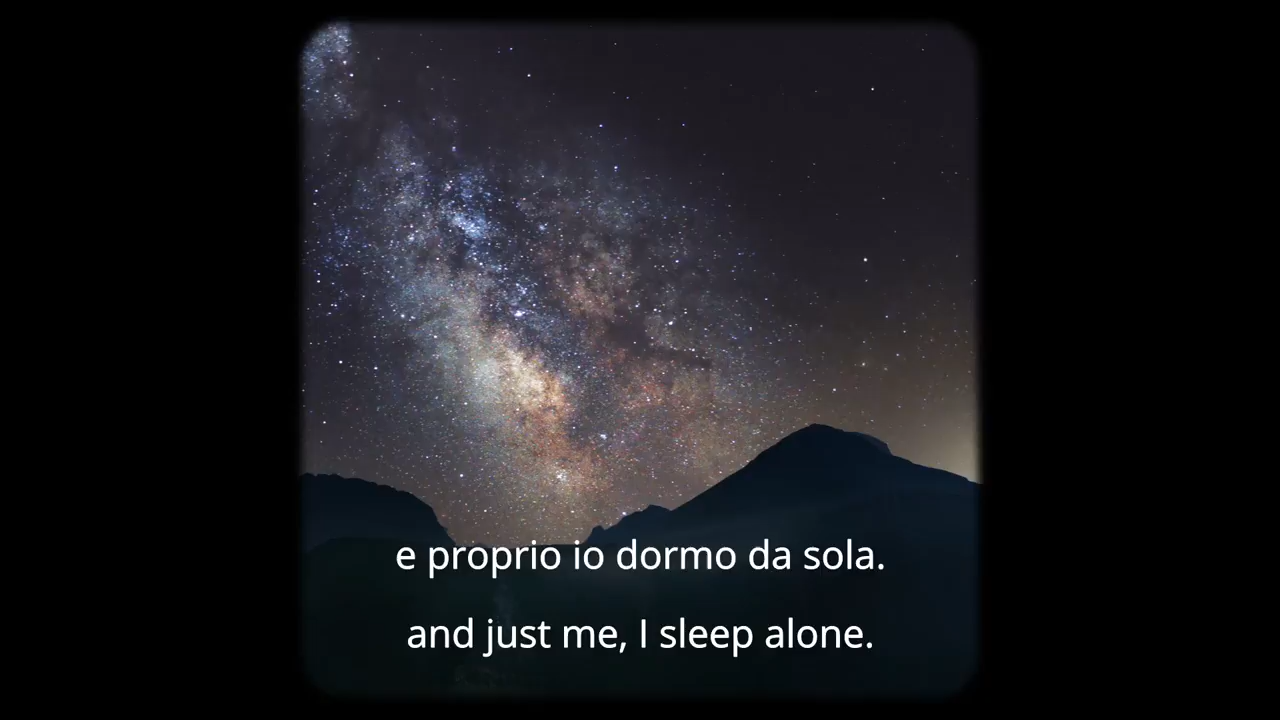 e proprio io dormo da sola.
and just me, I sleep alone.